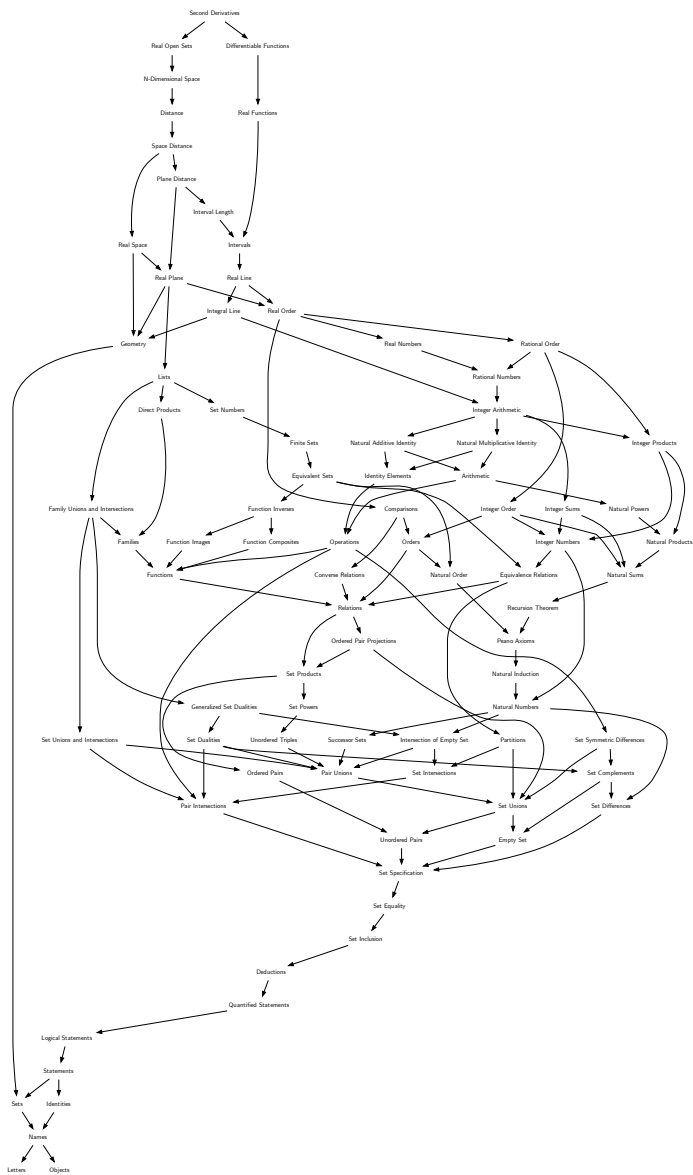 Second Derivatives
Real Open Sets
Differentiable Functions
N-Dimensional Space
Distance
Real Functions
Space Distance
Plane Distance
Interval Length
Real Space
Intervals
Real Plane
Real Line
Integral Line
Real Order
Geometry
Real Numbers
Rational Order
Lists
Rational Numbers
Direct Products
Set Numbers
Integer Arithmetic
Finite Sets
Natural Additive Identity
Natural Multiplicative Identity
Integer Products
Equivalent Sets
Identity Elements
Arithmetic
Family Unions and Intersections
Function Inverses
Comparisons
Integer Order
Integer Sums
Natural Powers
Families
Function Images
Function Composites
Operations
Orders
Integer Numbers
Natural Products
Functions
Converse Relations
Natural Order
Equivalence Relations
Natural Sums
Relations
Recursion Theorem
Ordered Pair Projections
Peano Axioms
Set Products
Natural Induction
Generalized Set Dualities
Set Powers
Natural Numbers
Set Unions and Intersections
Set Dualities
Unordered Triples
Successor Sets
Intersection of Empty Set
Partitions
Set Symmetric Differences
Ordered Pairs
Pair Unions
Set Intersections
Set Complements
Pair Intersections
Set Unions
Set Differences
Unordered Pairs
Empty Set
Set Specification
Set Equality
Set Inclusion
Deductions
Quantified Statements
Logical Statements
Statements
Sets
Identities
Names
Letters
Objects